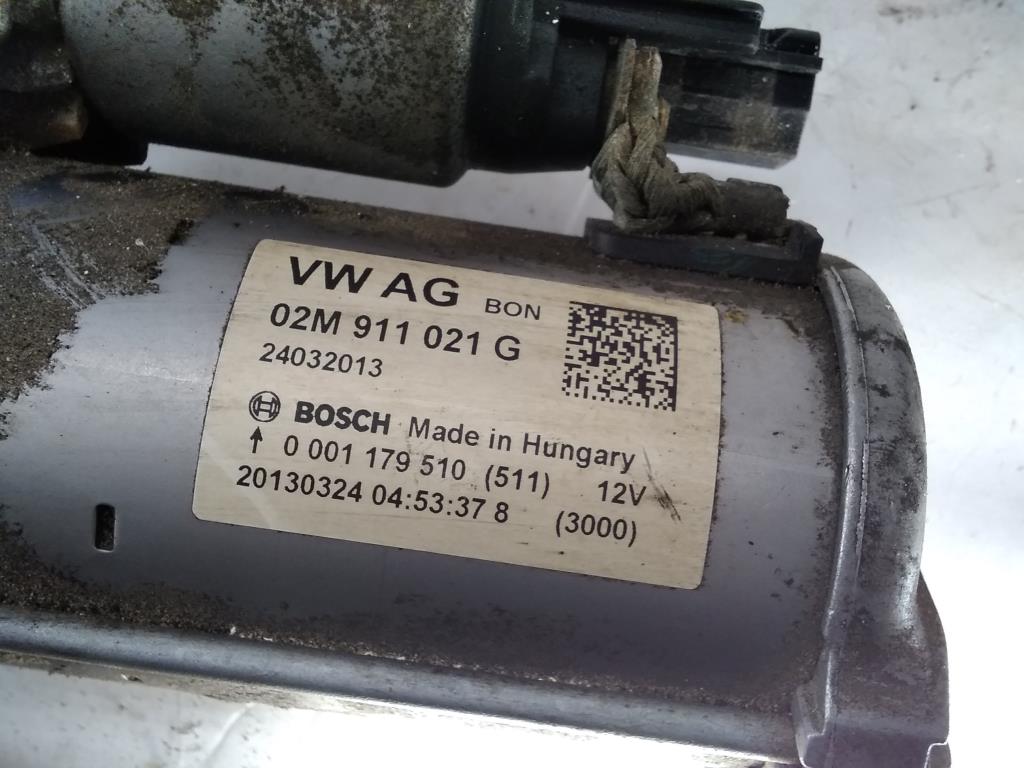 VW AG BON
02M 911 021 G
24032013
BOSCH Made in Hungary
↑ 0 001 179 510 (511) 12V
20130324 04:53:37 8 (3000)